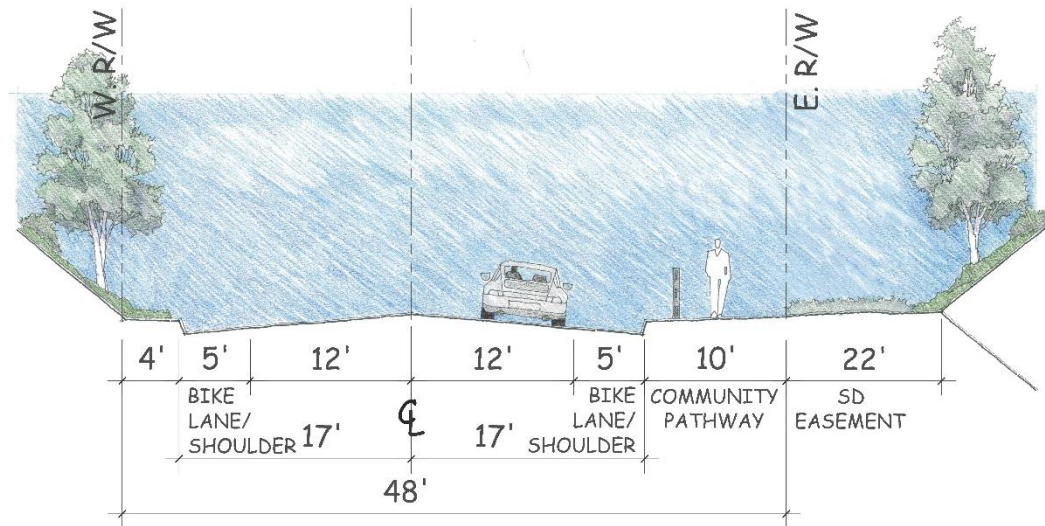 W. R/W
E. R/W
4' 5' 12' 12' 5' 10' 22'
BIKE
LANE/
SHOULDER
BIKE
LANE/
SHOULDER
COMMUNITY
PATHWAY
SD
EASEMENT
17' ℄ 17'
48'